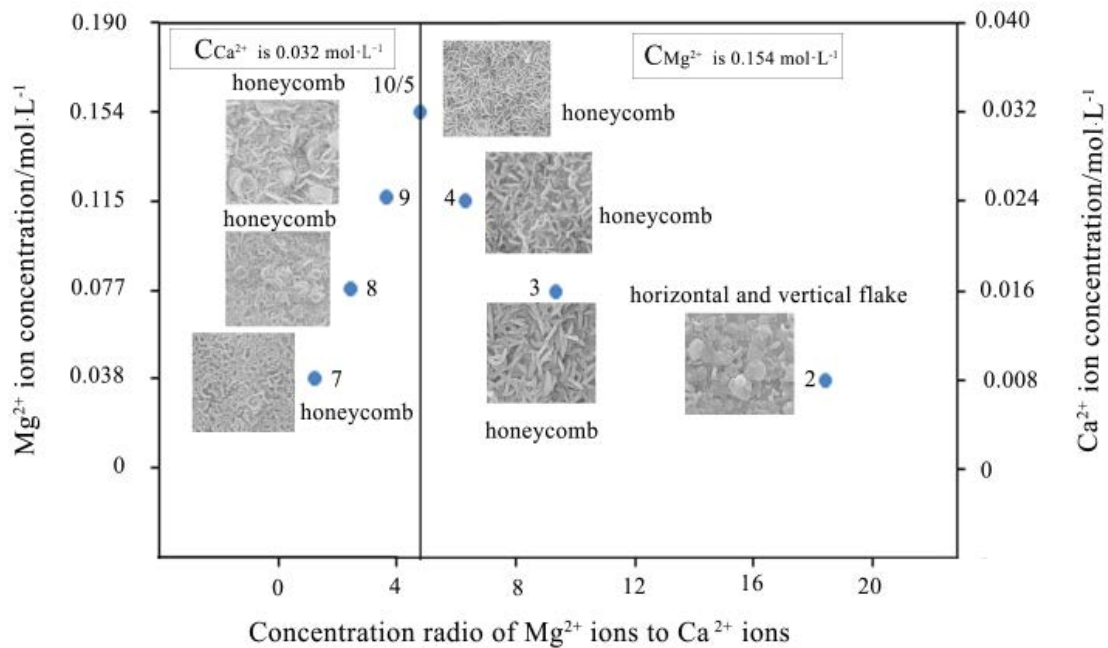 0.190
0.154
0.115
0.077
0.038
0
Mg²⁺ ion concentration/mol·L⁻¹
C Ca²⁺ is 0.032 mol·L⁻¹
honeycomb
10/5
9
honeycomb
8
7
honeycomb
C Mg²⁺ is 0.154 mol·L⁻¹
honeycomb
4
honeycomb
3
honeycomb
horizontal and vertical flake
2
0.040
0.032
0.024
0.016
0.008
0
Ca²⁺ ion concentration/mol·L⁻¹
0 4 8 12 16 20
Concentration radio of Mg²⁺ ions to Ca²⁺ ions